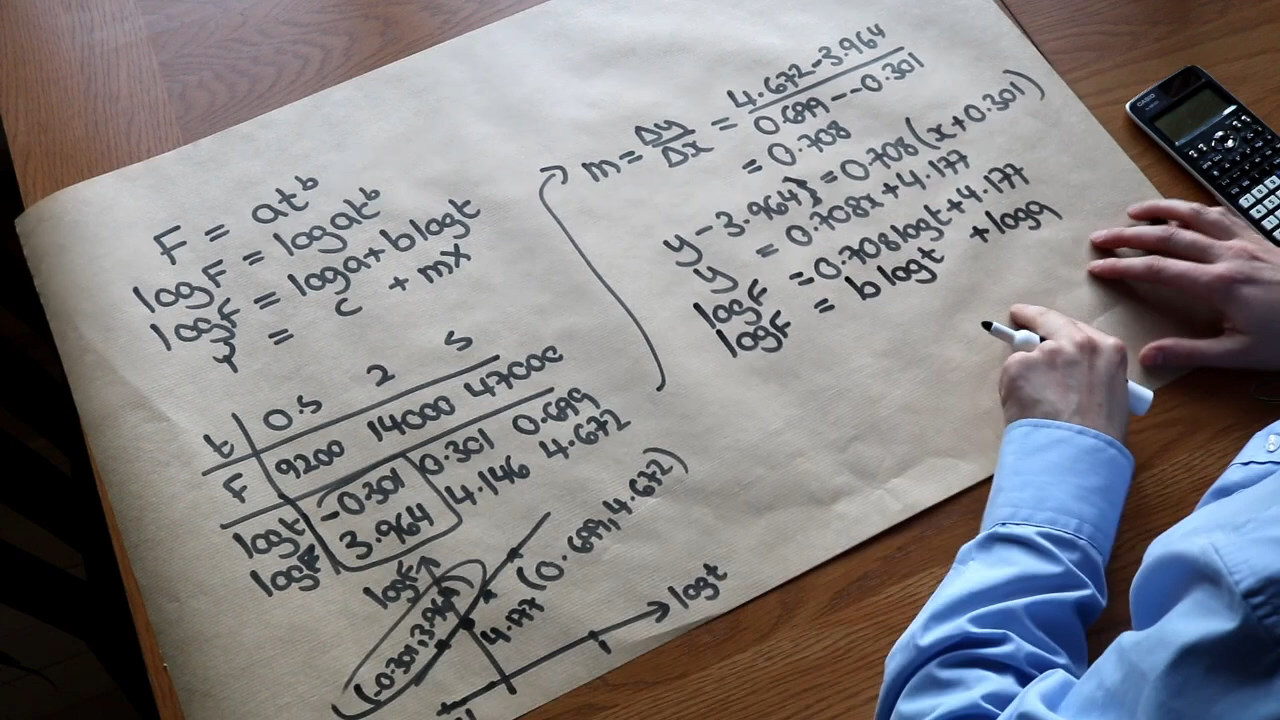 F = at^b
log F = log at^b
log F = log a + b log t
y = c + mx
t 0.5 2 5
F 9200 14000 47000
log t -0.301 0.301 0.699
log F 3.964 4.146 4.672
log F
(-0.301, 3.964)
4.177 (0.699, 4.672)
log t
m = Δy/Δx = 4.672 - 3.964 / 0.699 - -0.301
= 0.708
y - 3.964 = 0.708(x + 0.301)
y = 0.708x + 4.177
log F = 0.708 log t + 4.177
log F = b log t + log a
CASIO